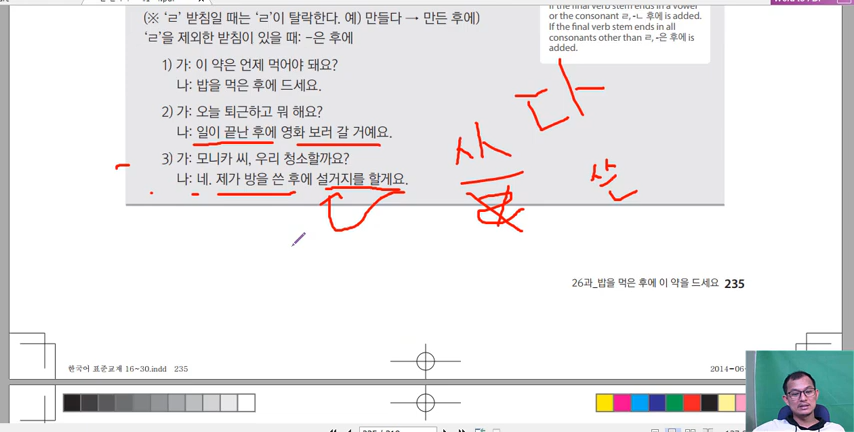 Word to PDF
(※ 'ㄹ' 받침일 때는 'ㄹ'이 탈락한다. 예) 만들다 → 만든 후에)
'ㄹ'을 제외한 받침이 있을 때: -은 후에
1) 가: 이 약은 언제 먹어야 돼요?
나: 밥을 먹은 후에 드세요.
2) 가: 오늘 퇴근하고 뭐 해요?
나: 일이 끝난 후에 영화 보러 갈 거예요.
3) 가: 모니카 씨, 우리 청소할까요?
나: 네. 제가 방을 쓴 후에 설거지를 할게요.
If the final verb stem ends in a vowel
or the consonant ㄹ, -ㄴ 후에 is added.
If the final verb stem ends in all
consonants other than ㄹ, -은 후에 is
added.
26과_밥을 먹은 후에 이 약을 드세요 235
한국어 표준교재 16~30.indd 235
2014-06